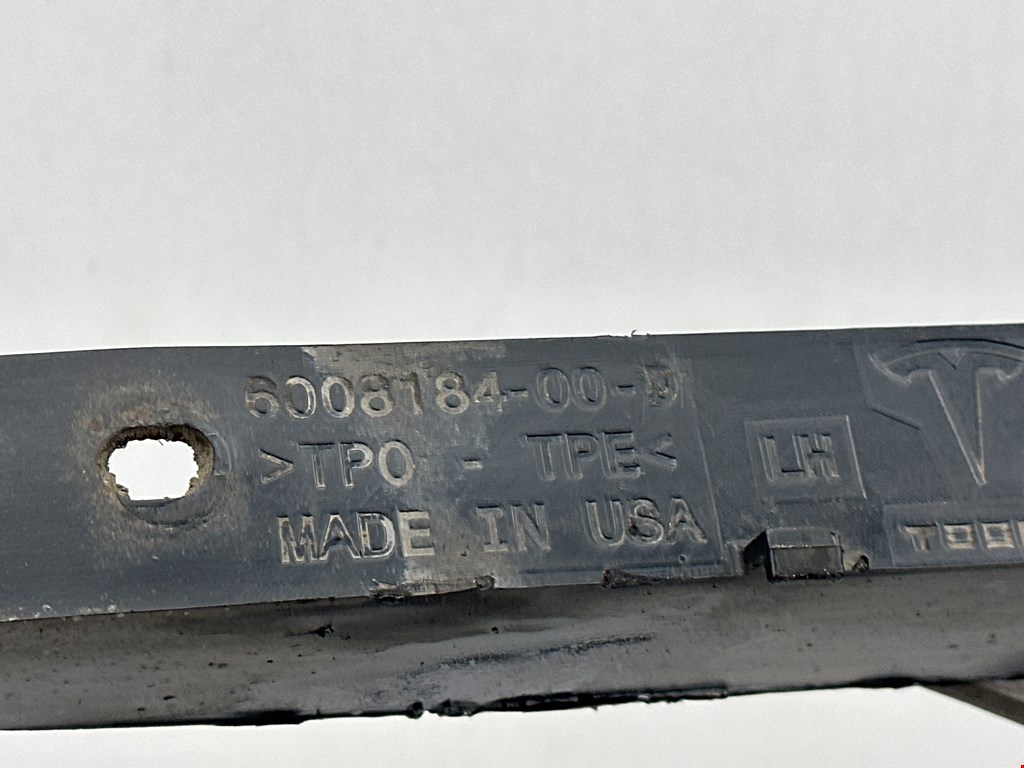 6008184-00-D
>TPO - TPE<
MADE IN USA
LH